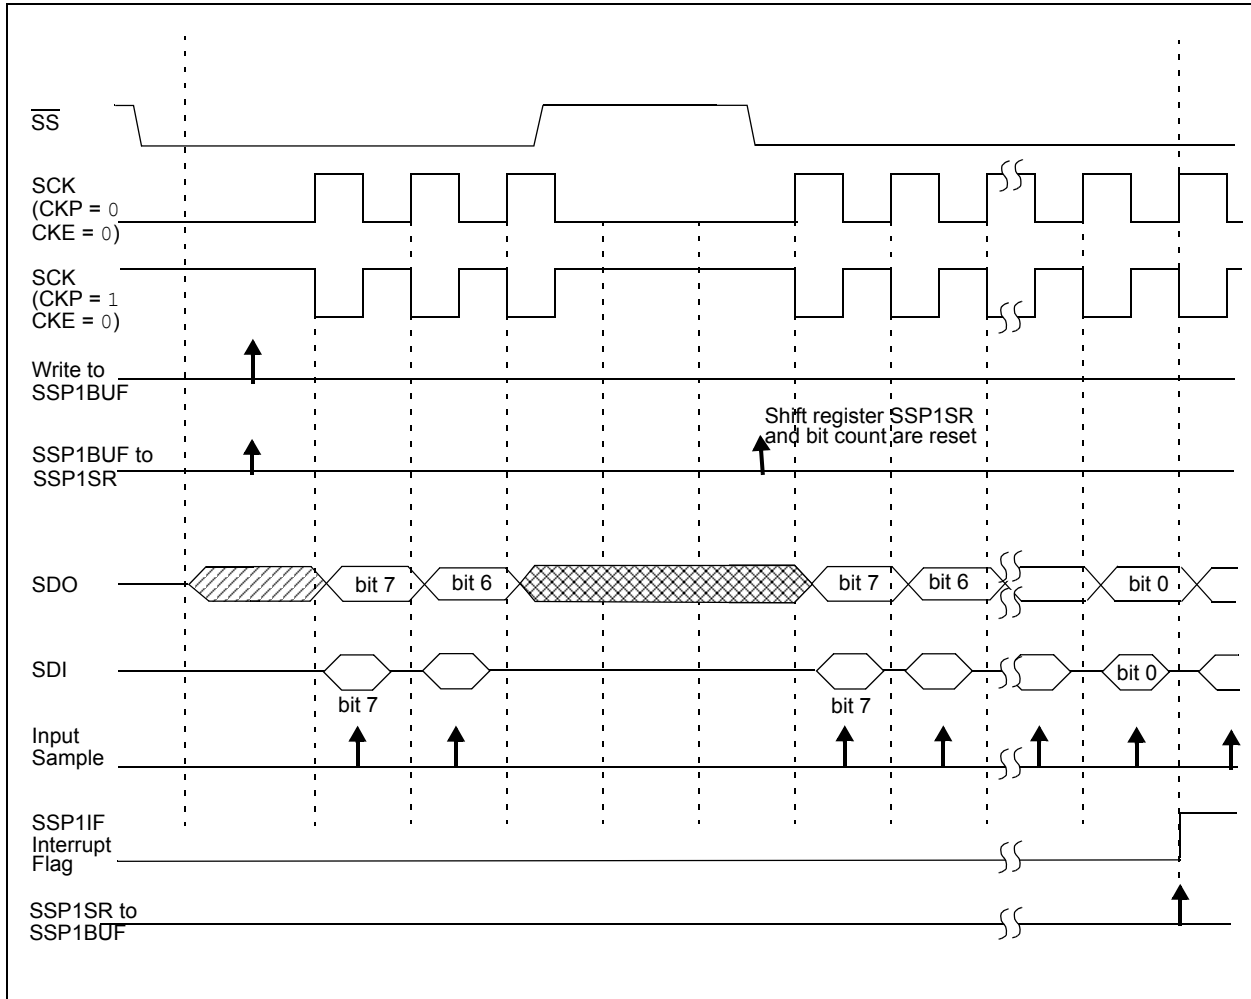 SS
SCK
(CKP = 0
CKE = 0)
SCK
(CKP = 1
CKE = 0)
Write to
SSP1BUF
Shift register SSP1SR
and bit count are reset
SSP1BUF to
SSP1SR
SDO
bit 7
bit 6
bit 7
bit 6
bit 0
SDI
bit 0
bit 7
bit 7
Input
Sample
SSP1IF
Interrupt
Flag
SSP1SR to
SSP1BUF